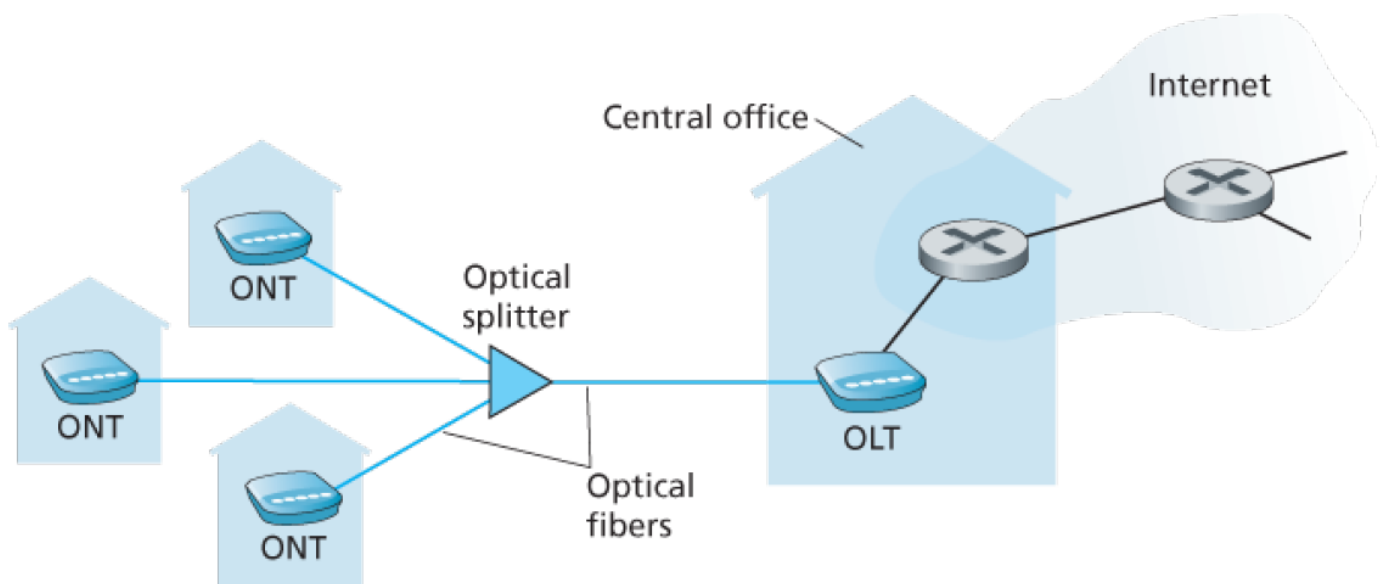 Internet
Central office
ONT
Optical
splitter
ONT
OLT
Optical
fibers
ONT